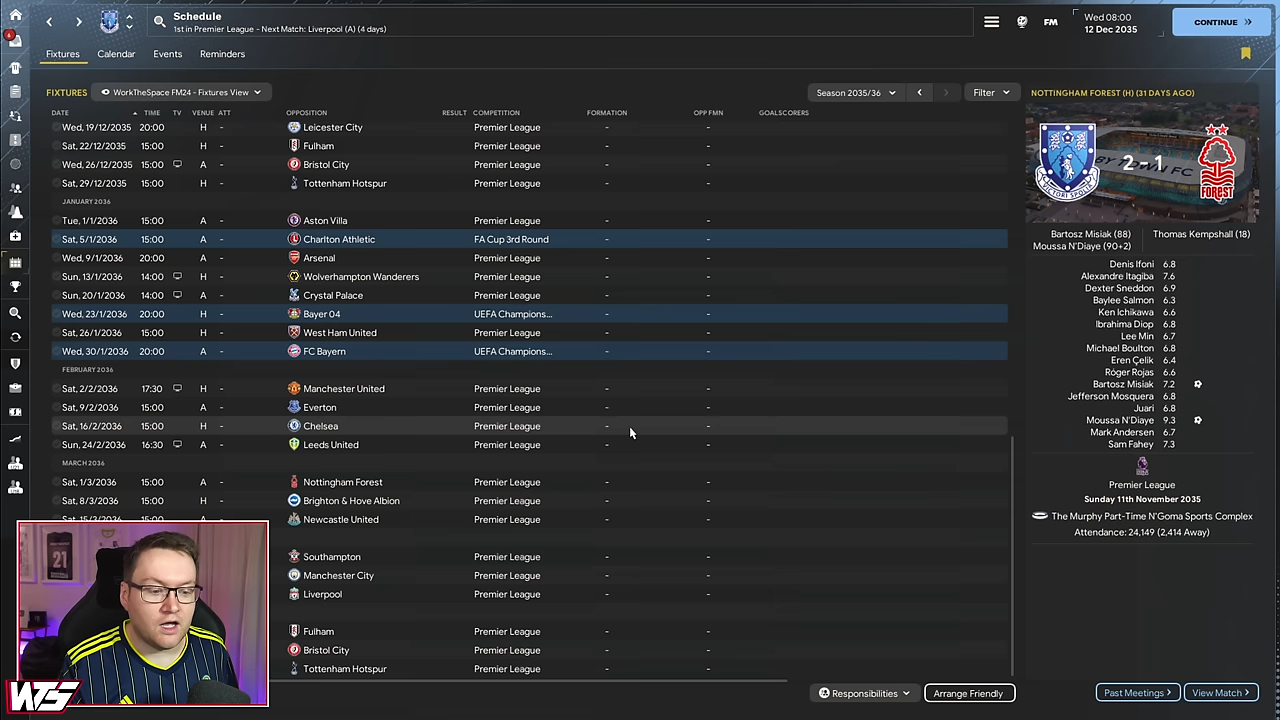 Schedule
1st in Premier League - Next Match: Liverpool (A) (4 days)
FM
Wed 08:00
12 Dec 2035
CONTINUE
Fixtures Calendar Events Reminders
FIXTURES WorkTheSpace FM24 - Fixtures View Season 2035/36 Filter
DATE TIME TV VENUE ATT OPPOSITION RESULT COMPETITION FORMATION OPP FMN GOALSCORERS
Wed, 19/12/2035 20:00 H - Leicester City Premier League - -
Sat, 22/12/2035 15:00 H - Fulham Premier League - -
Wed, 26/12/2035 15:00 A - Bristol City Premier League - -
Sat, 29/12/2035 15:00 H - Tottenham Hotspur Premier League - -
JANUARY 2036
Tue, 1/1/2036 15:00 A - Aston Villa Premier League - -
Sat, 5/1/2036 15:00 A - Charlton Athletic FA Cup 3rd Round - -
Wed, 9/1/2036 20:00 A - Arsenal Premier League - -
Sun, 13/1/2036 14:00 H - Wolverhampton Wanderers Premier League - -
Sun, 20/1/2036 14:00 A - Crystal Palace Premier League - -
Wed, 23/1/2036 20:00 H - Bayer 04 UEFA Champions... - -
Sat, 26/1/2036 15:00 H - West Ham United Premier League - -
Wed, 30/1/2036 20:00 A - FC Bayern UEFA Champions... - -
FEBRUARY 2036
Sat, 2/2/2036 17:30 H - Manchester United Premier League - -
Sat, 9/2/2036 15:00 A - Everton Premier League - -
Sat, 16/2/2036 15:00 H - Chelsea Premier League - -
Sun, 24/2/2036 16:30 A - Leeds United Premier League - -
MARCH 2036
Sat, 1/3/2036 15:00 A - Nottingham Forest Premier League - -
Sat, 8/3/2036 15:00 H - Brighton & Hove Albion Premier League - -
Sat, 15/3/2036 15:00 A - Newcastle United Premier League - -
Southampton Premier League - -
Manchester City Premier League - -
Liverpool Premier League - -
Fulham Premier League - -
Bristol City Premier League - -
Tottenham Hotspur Premier League - -
Responsibilities Arrange Friendly
NOTTINGHAM FOREST (H) (31 DAYS AGO)
2 - 1
FOREST
Bartosz Misiak (88) Thomas Kempshall (18)
Moussa N'Diaye (90+2)
Denis Ifoni 6.8
Alexandre Itagiba 7.6
Dexter Sneddon 6.9
Baylee Salmon 6.3
Ken Ichikawa 6.6
Ibrahima Diop 6.8
Lee Min 6.7
Michael Boulton 6.8
Eren Çelik 6.4
Róger Rojas 6.6
Bartosz Misiak 7.2
Jefferson Mosquera 6.8
Juari 6.8
Moussa N'Diaye 9.3
Mark Andersen 6.7
Sam Fahey 7.3
Premier League
Sunday 11th November 2035
The Murphy Part-Time N'Goma Sports Complex
Attendance: 24,149 (2,414 Away)
Past Meetings View Match
21
WTS